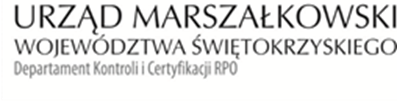 URZĄD MARSZAŁKOWSKI
WOJEWÓDZTWA ŚWIĘTOKRZYSKIEGO
Departament Kontroli i Certyfikacji RPO